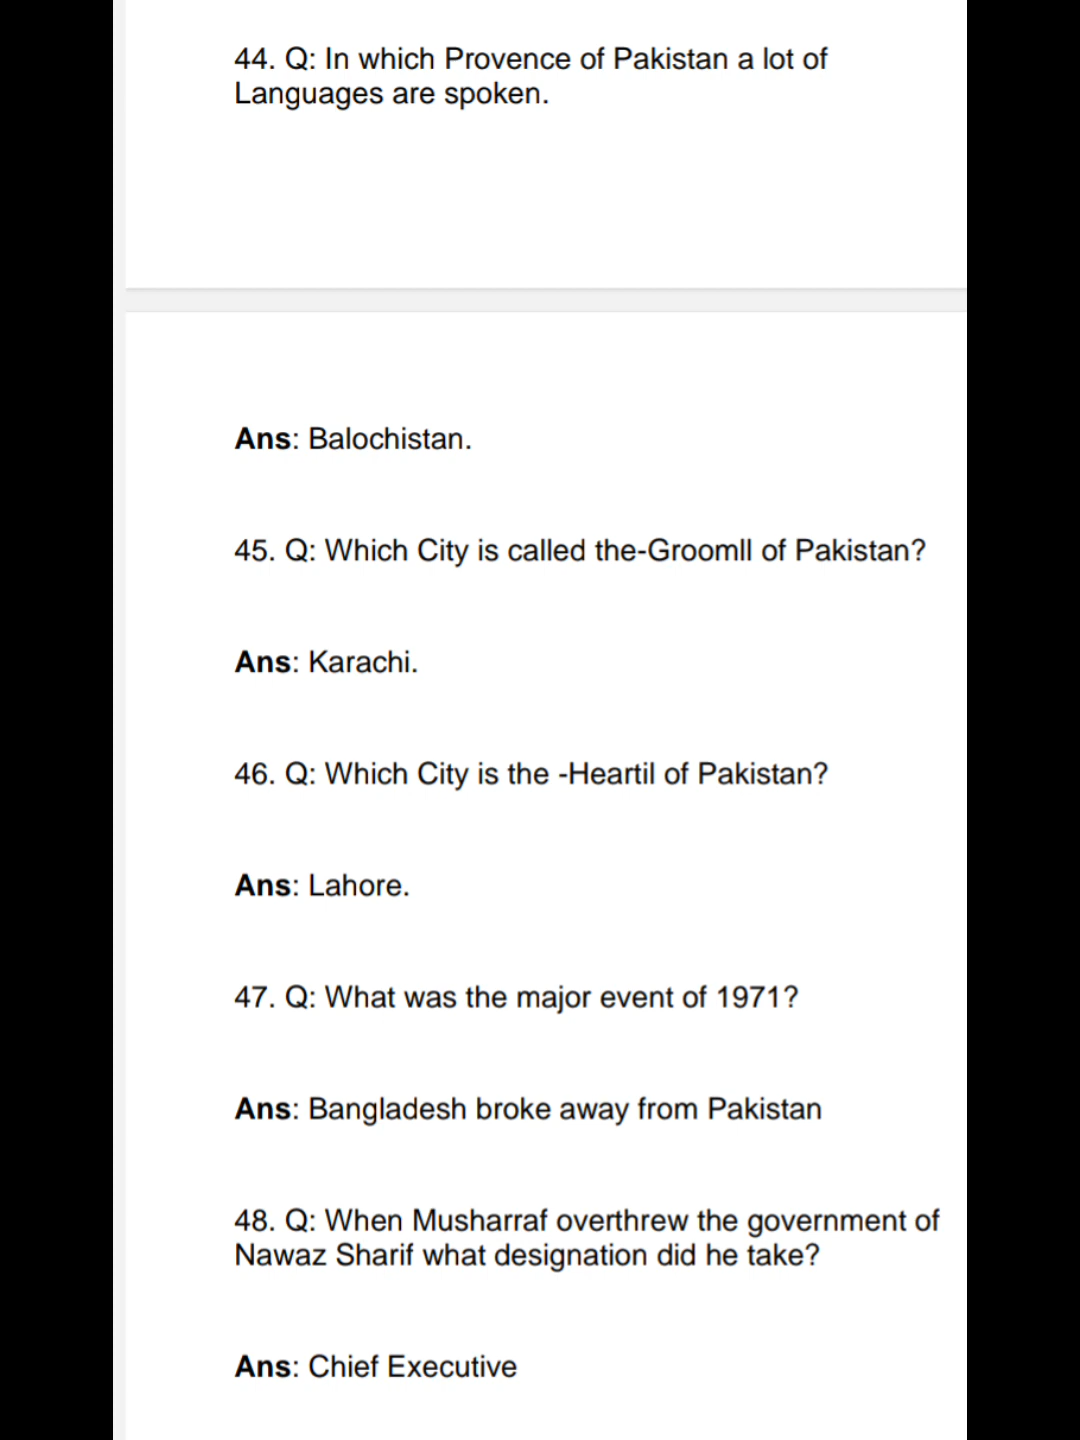 44. Q: In which Provence of Pakistan a lot of
Languages are spoken.
Ans: Balochistan.
45. Q: Which City is called the-Groomll of Pakistan?
Ans: Karachi.
46. Q: Which City is the -Heartil of Pakistan?
Ans: Lahore.
47. Q: What was the major event of 1971?
Ans: Bangladesh broke away from Pakistan
48. Q: When Musharraf overthrew the government of
Nawaz Sharif what designation did he take?
Ans: Chief Executive